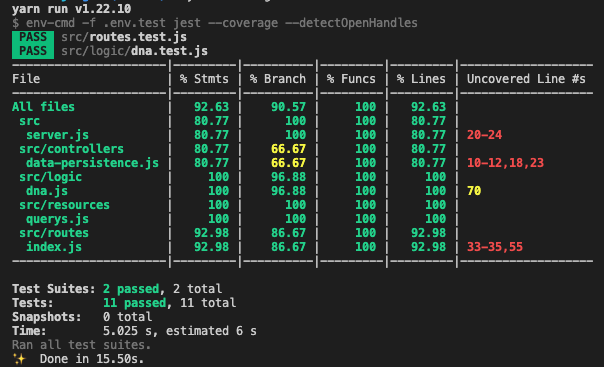 yarn run v1.22.10
$ env-cmd -f .env.test jest --coverage --detectOpenHandles
PASS src/routes.test.js
PASS src/logic/dna.test.js
File | % Stmts | % Branch | % Funcs | % Lines | Uncovered Line #s
All files | 92.63 | 90.57 | 100 | 92.63 |
src | 80.77 | 100 | 100 | 80.77 |
server.js | 80.77 | 100 | 100 | 80.77 | 20-24
src/controllers | 80.77 | 66.67 | 100 | 80.77 |
data-persistence.js | 80.77 | 66.67 | 100 | 80.77 | 10-12,18,23
src/logic | 100 | 96.88 | 100 | 100 |
dna.js | 100 | 96.88 | 100 | 100 | 70
src/resources | 100 | 100 | 100 | 100 |
querys.js | 100 | 100 | 100 | 100 |
src/routes | 92.98 | 86.67 | 100 | 92.98 |
index.js | 92.98 | 86.67 | 100 | 92.98 | 33-35,55
Test Suites: 2 passed, 2 total
Tests: 11 passed, 11 total
Snapshots: 0 total
Time: 5.025 s, estimated 6 s
Ran all test suites.
✨ Done in 15.50s.